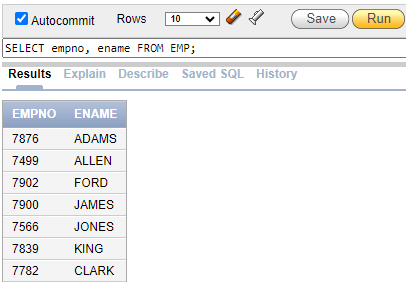 Autocommit Rows 10 Save Run
SELECT empno, ename FROM EMP;
Results Explain Describe Saved SQL History
EMPNO ENAME
7876 ADAMS
7499 ALLEN
7902 FORD
7900 JAMES
7566 JONES
7839 KING
7782 CLARK